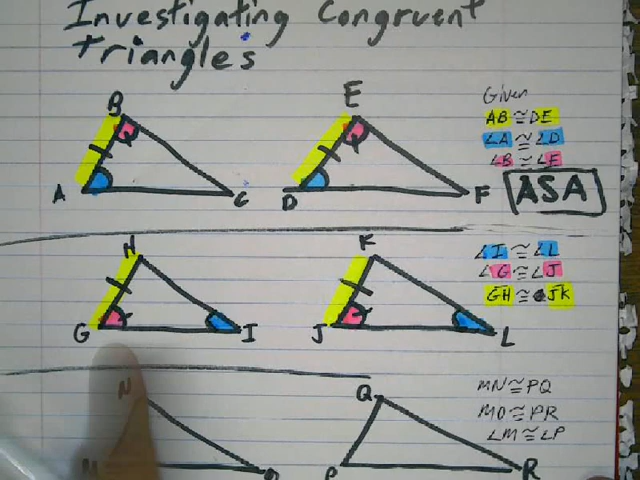 Investigating Congruent
Triangles
B
E
A
C
D
F
Given
AB ≅ DE
∠A ≅ ∠D
∠B ≅ ∠E
ASA
H
K
G
I
J
L
∠I ≅ ∠L
∠G ≅ ∠J
GH ≅ JK
N
Q
P
R
MN ≅ PQ
MO ≅ PR
∠M ≅ ∠P